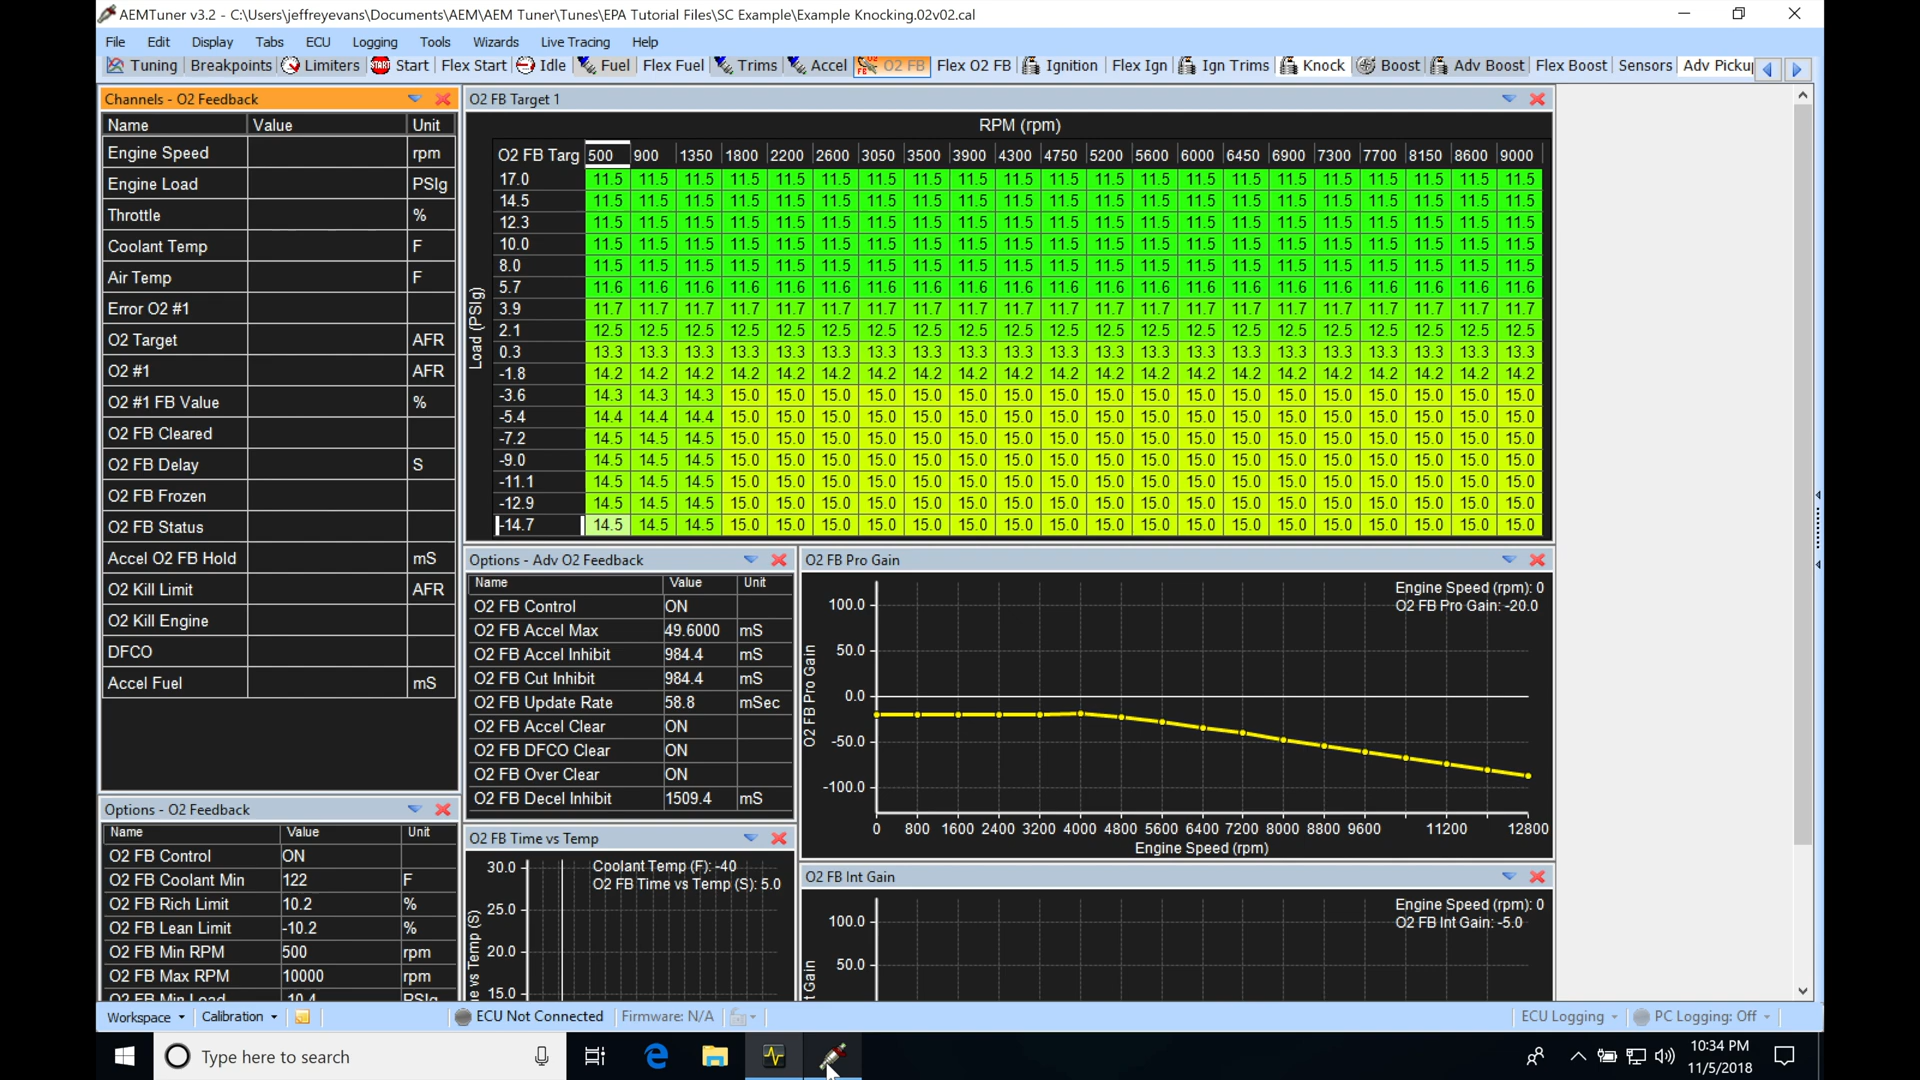 AEMTuner v3.2 - C:\Users\jeffreyevans\Documents\AEM\AEM Tuner\Tunes\EPA Tutorial Files\SC Example\Example Knocking.02v02.cal
File Edit Display Tabs ECU Logging Tools Wizards Live Tracing Help
Tuning Breakpoints Limiters START Start Flex Start Idle Fuel Flex Fuel Trims Accel O2 FB Flex O2 FB Ignition Flex Ign Ign Trims Knock Boost Adv Boost Flex Boost Sensors Adv Picku
Channels - O2 Feedback
Name Value Unit
Engine Speed rpm
Engine Load PSIg
Throttle %
Coolant Temp F
Air Temp F
Error O2 #1
O2 Target AFR
O2 #1 AFR
O2 #1 FB Value %
O2 FB Cleared
O2 FB Delay S
O2 FB Frozen
O2 FB Status
Accel O2 FB Hold mS
O2 Kill Limit AFR
O2 Kill Engine
DFCO
Accel Fuel mS
O2 FB Target 1
RPM (rpm)
Load (PSIg)
O2 FB Targ 500 900 1350 1800 2200 2600 3050 3500 3900 4300 4750 5200 5600 6000 6450 6900 7300 7700 8150 8600 9000
17.0 11.5 11.5 11.5 11.5 11.5 11.5 11.5 11.5 11.5 11.5 11.5 11.5 11.5 11.5 11.5 11.5 11.5 11.5 11.5 11.5 11.5
14.5 11.5 11.5 11.5 11.5 11.5 11.5 11.5 11.5 11.5 11.5 11.5 11.5 11.5 11.5 11.5 11.5 11.5 11.5 11.5 11.5 11.5
12.3 11.5 11.5 11.5 11.5 11.5 11.5 11.5 11.5 11.5 11.5 11.5 11.5 11.5 11.5 11.5 11.5 11.5 11.5 11.5 11.5 11.5
10.0 11.5 11.5 11.5 11.5 11.5 11.5 11.5 11.5 11.5 11.5 11.5 11.5 11.5 11.5 11.5 11.5 11.5 11.5 11.5 11.5 11.5
8.0 11.5 11.5 11.5 11.5 11.5 11.5 11.5 11.5 11.5 11.5 11.5 11.5 11.5 11.5 11.5 11.5 11.5 11.5 11.5 11.5 11.5
5.7 11.6 11.6 11.6 11.6 11.6 11.6 11.6 11.6 11.6 11.6 11.6 11.6 11.6 11.6 11.6 11.6 11.6 11.6 11.6 11.6 11.6
3.9 11.7 11.7 11.7 11.7 11.7 11.7 11.7 11.7 11.7 11.7 11.7 11.7 11.7 11.7 11.7 11.7 11.7 11.7 11.7 11.7 11.7
2.1 12.5 12.5 12.5 12.5 12.5 12.5 12.5 12.5 12.5 12.5 12.5 12.5 12.5 12.5 12.5 12.5 12.5 12.5 12.5 12.5 12.5
0.3 13.3 13.3 13.3 13.3 13.3 13.3 13.3 13.3 13.3 13.3 13.3 13.3 13.3 13.3 13.3 13.3 13.3 13.3 13.3 13.3 13.3
-1.8 14.2 14.2 14.2 14.2 14.2 14.2 14.2 14.2 14.2 14.2 14.2 14.2 14.2 14.2 14.2 14.2 14.2 14.2 14.2 14.2 14.2
-3.6 14.3 14.3 14.3 15.0 15.0 15.0 15.0 15.0 15.0 15.0 15.0 15.0 15.0 15.0 15.0 15.0 15.0 15.0 15.0 15.0 15.0
-5.4 14.4 14.4 14.4 15.0 15.0 15.0 15.0 15.0 15.0 15.0 15.0 15.0 15.0 15.0 15.0 15.0 15.0 15.0 15.0 15.0 15.0
-7.2 14.5 14.5 14.5 15.0 15.0 15.0 15.0 15.0 15.0 15.0 15.0 15.0 15.0 15.0 15.0 15.0 15.0 15.0 15.0 15.0 15.0
-9.0 14.5 14.5 14.5 15.0 15.0 15.0 15.0 15.0 15.0 15.0 15.0 15.0 15.0 15.0 15.0 15.0 15.0 15.0 15.0 15.0 15.0
-11.1 14.5 14.5 14.5 15.0 15.0 15.0 15.0 15.0 15.0 15.0 15.0 15.0 15.0 15.0 15.0 15.0 15.0 15.0 15.0 15.0 15.0
-12.9 14.5 14.5 14.5 15.0 15.0 15.0 15.0 15.0 15.0 15.0 15.0 15.0 15.0 15.0 15.0 15.0 15.0 15.0 15.0 15.0 15.0
-14.7 14.5 14.5 14.5 15.0 15.0 15.0 15.0 15.0 15.0 15.0 15.0 15.0 15.0 15.0 15.0 15.0 15.0 15.0 15.0 15.0 15.0
Options - Adv O2 Feedback
Name Value Unit
O2 FB Control ON
O2 FB Accel Max 49.6000 mS
O2 FB Accel Inhibit 984.4 mS
O2 FB Cut Inhibit 984.4 mS
O2 FB Update Rate 58.8 mSec
O2 FB Accel Clear ON
O2 FB DFCO Clear ON
O2 FB Over Clear ON
O2 FB Decel Inhibit 1509.4 mS
O2 FB Pro Gain
Engine Speed (rpm): 0
O2 FB Pro Gain: -20.0
O2 FB Pro Gain
100.0
50.0
0.0
-50.0
-100.0
0 800 1600 2400 3200 4000 4800 5600 6400 7200 8000 8800 9600 11200 12800
Engine Speed (rpm)
Options - O2 Feedback
Name Value Unit
O2 FB Control ON
O2 FB Coolant Min 122 F
O2 FB Rich Limit 10.2 %
O2 FB Lean Limit -10.2 %
O2 FB Min RPM 500 rpm
O2 FB Max RPM 10000 rpm
O2 FB Min Load -10.4 PSIg
O2 FB Time vs Temp
Coolant Temp (F): -40
O2 FB Time vs Temp (S): 5.0
e vs Temp (S)
30.0
25.0
20.0
15.0
O2 FB Int Gain
Engine Speed (rpm): 0
O2 FB Int Gain: -5.0
t Gain
100.0
50.0
Workspace Calibration ECU Not Connected Firmware: N/A ECU Logging PC Logging: Off
Type here to search
10:34 PM
11/5/2018